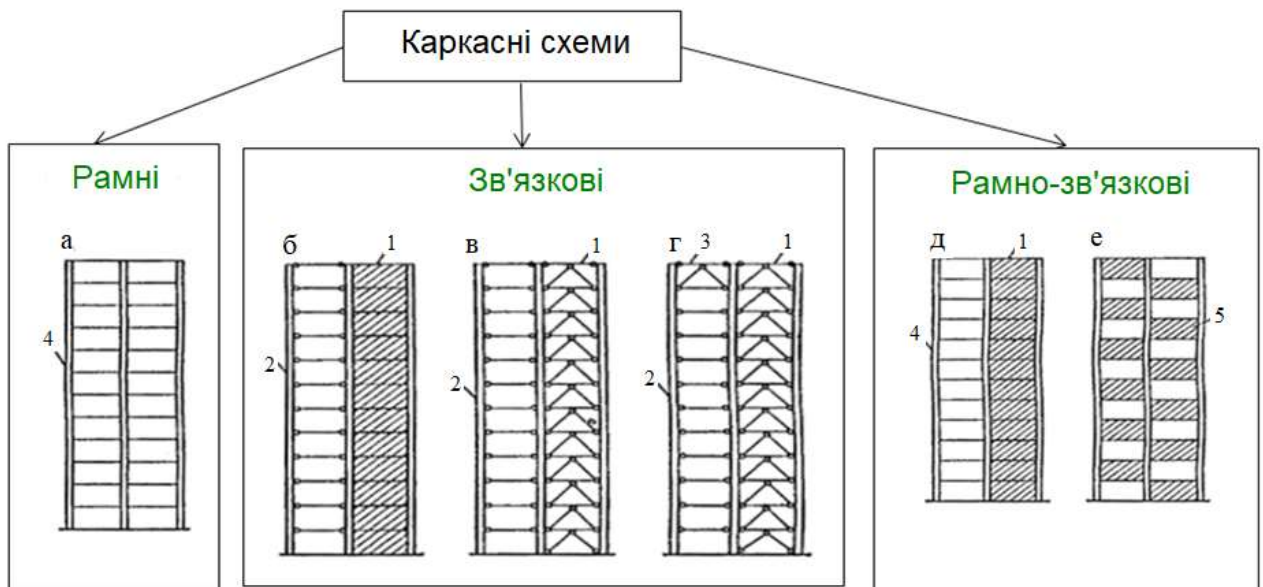 Каркасні схеми
Рамні
Зв'язкові
Рамно-зв'язкові
а
4
б
1
2
в
1
2
г
3
1
2
д
1
4
е
5